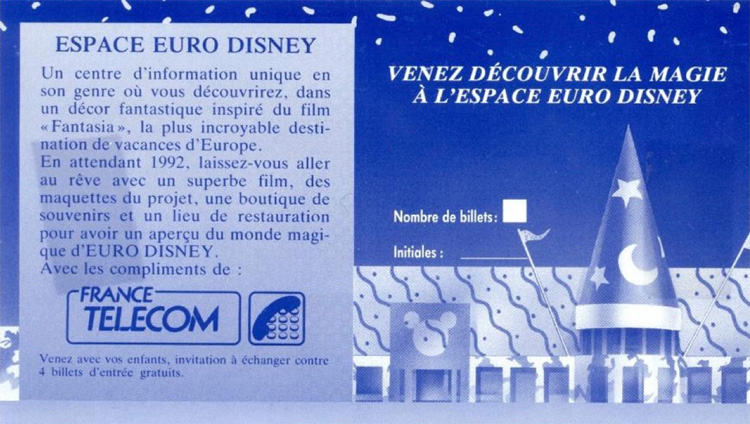 ESPACE EURO DISNEY
Un centre d'information unique en
son genre où vous découvrirez, dans
un décor fantastique inspiré du film
«Fantasia», la plus incroyable desti-
nation de vacances d'Europe.
En attendant 1992, laissez-vous aller
au rêve avec un superbe film, des
maquettes du projet, une boutique de
souvenirs et un lieu de restauration
pour avoir un aperçu du monde magi-
que d'EURO DISNEY.
Avec les compliments de :
FRANCE
TELECOM
Venez avec vos enfants, invitation à échanger contre
4 billets d'entrée gratuits.
VENEZ DÉCOUVRIR LA MAGIE
À L'ESPACE EURO DISNEY
Nombre de billets :
Initiales :